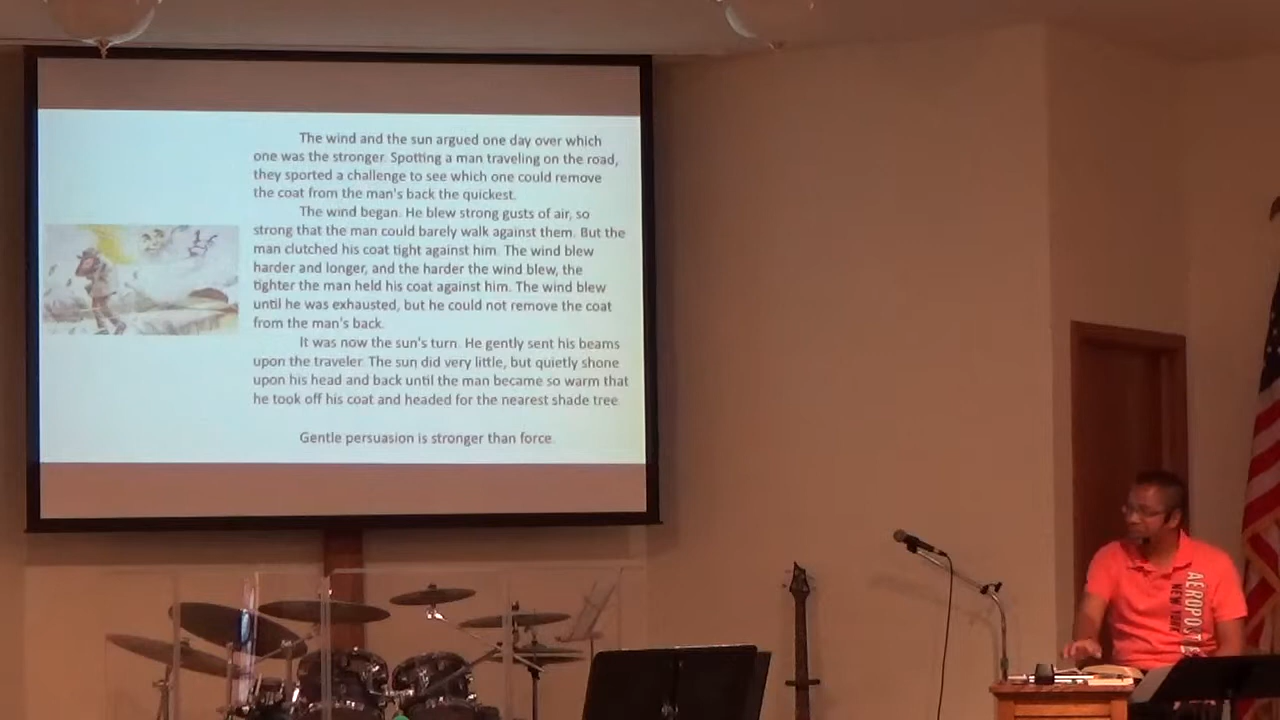 The wind and the sun argued one day over which
one was the stronger. Spotting a man traveling on the road,
they sported a challenge to see which one could remove
the coat from the man's back the quickest.
The wind began. He blew strong gusts of air, so
strong that the man could barely walk against them. But the
man clutched his coat tight against him. The wind blew
harder and longer, and the harder the wind blew, the
tighter the man held his coat against him. The wind blew
until he was exhausted, but he could not remove the coat
from the man's back.
It was now the sun's turn. He gently sent his beams
upon the traveler. The sun did very little, but quietly shone
upon his head and back until the man became so warm that
he took off his coat and headed for the nearest shade tree.
Gentle persuasion is stronger than force.
AEROPOSTALE
NEW YORK